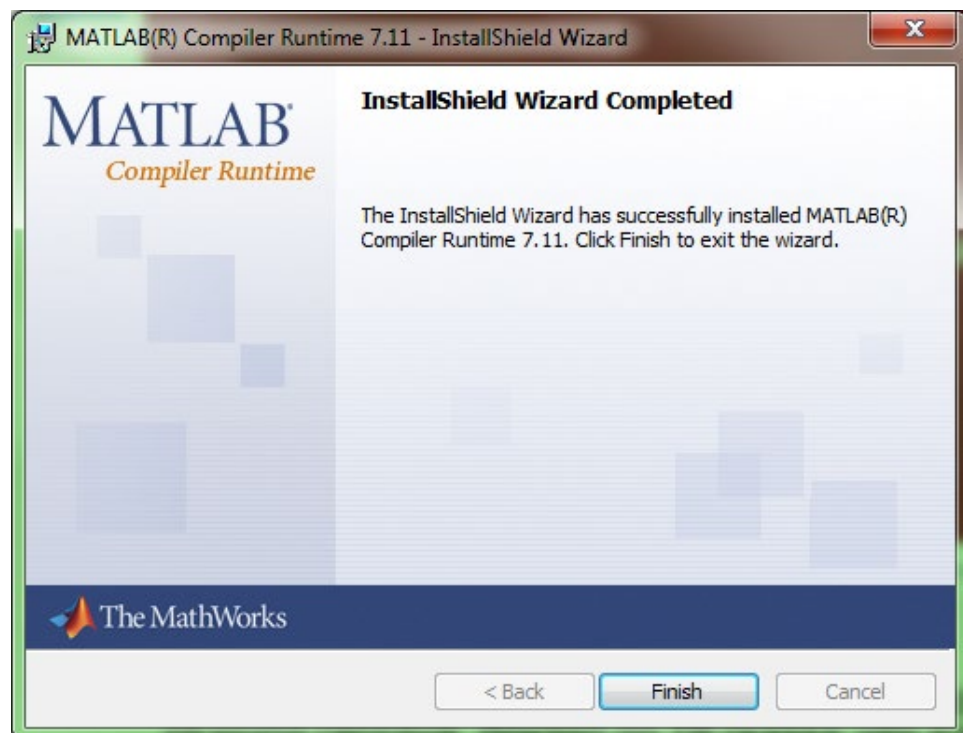 MATLAB(R) Compiler Runtime 7.11 - InstallShield Wizard
MATLAB®
Compiler Runtime
InstallShield Wizard Completed
The InstallShield Wizard has successfully installed MATLAB(R)
Compiler Runtime 7.11. Click Finish to exit the wizard.
The MathWorks
< Back
Finish
Cancel